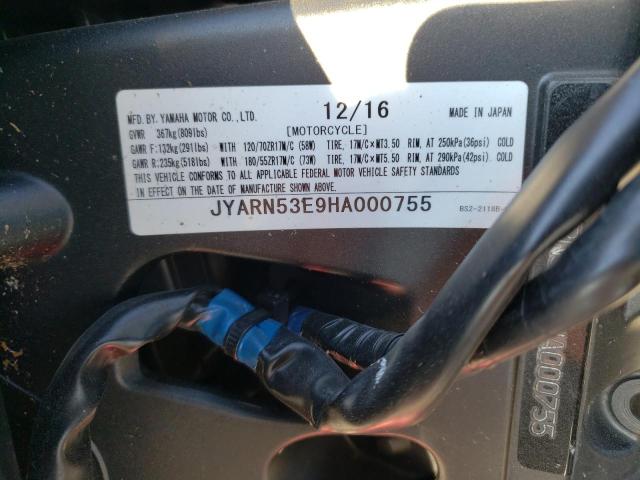 MFD. BY. YAMAHA MOTOR CO., LTD. 12/16 MADE IN JAPAN
GVWR 367kg(809lbs) [MOTORCYCLE]
GAWR F: 132kg(291lbs) - WITH 120/70ZR17M/C (58W) TIRE, 17M/C×MT3.50 RIM, AT 250kPa(36psi) COLD
GAWR R: 235kg(518lbs) - WITH 180/55ZR17M/C (73W) TIRE, 17M/C×MT5.50 RIM, AT 290kPa(42psi) COLD
THIS VEHICLE CONFORMS TO ALL APPLICABLE FEDERAL MOTOR VEHICLE SAFETY STANDARDS
IN EFFECT ON THE DATE OF MANUFACTURE SHOWN ABOVE.
JYARN53E9HA000755
A000755